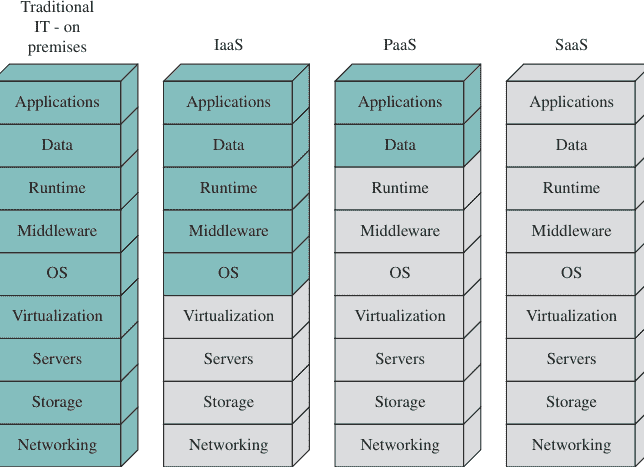 Traditional
IT - on
premises
IaaS
PaaS
SaaS
Applications
Applications
Applications
Applications
Data
Data
Data
Data
Runtime
Runtime
Runtime
Runtime
Middleware
Middleware
Middleware
Middleware
OS
OS
OS
OS
Virtualization
Virtualization
Virtualization
Virtualization
Servers
Servers
Servers
Servers
Storage
Storage
Storage
Storage
Networking
Networking
Networking
Networking